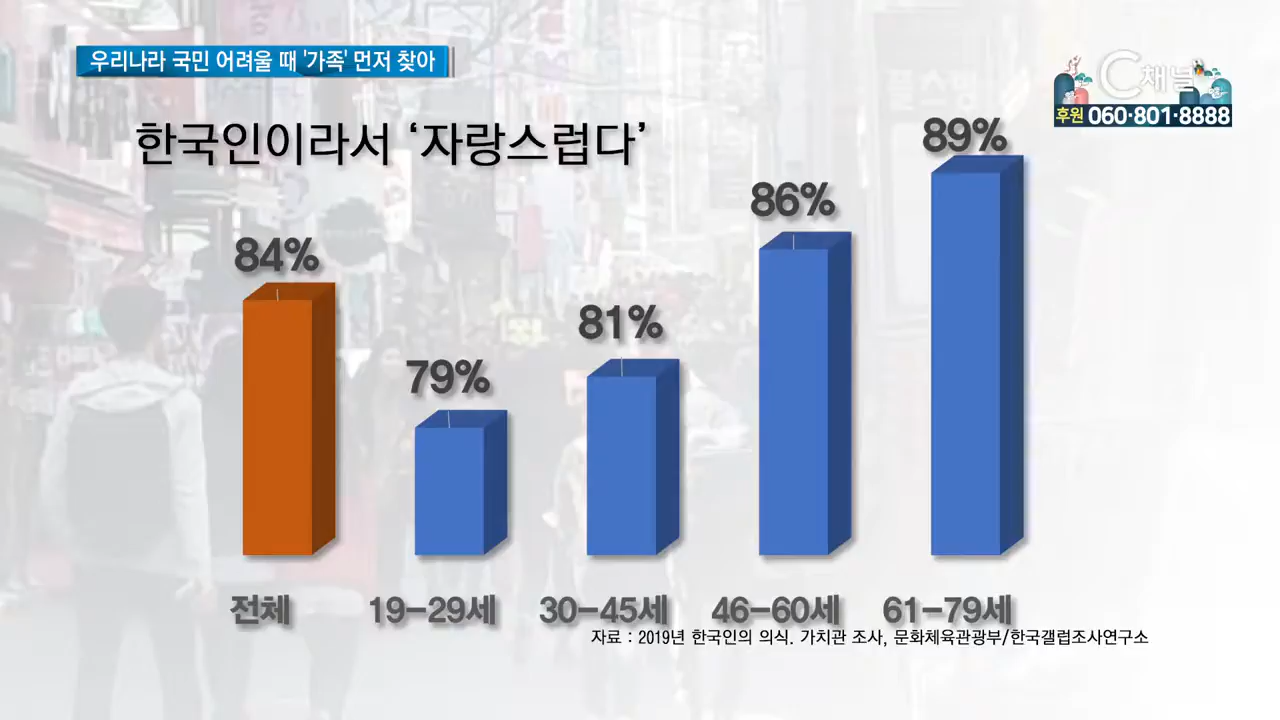 우리나라 국민 어려울 때 '가족' 먼저 찾아
C채널
후원 060·801·8888
한국인이라서 ‘자랑스럽다’
84%
79%
81%
86%
89%
전체
19-29세
30-45세
46-60세
61-79세
자료 : 2019년 한국인의 의식. 가치관 조사, 문화체육관광부/한국갤럽조사연구소